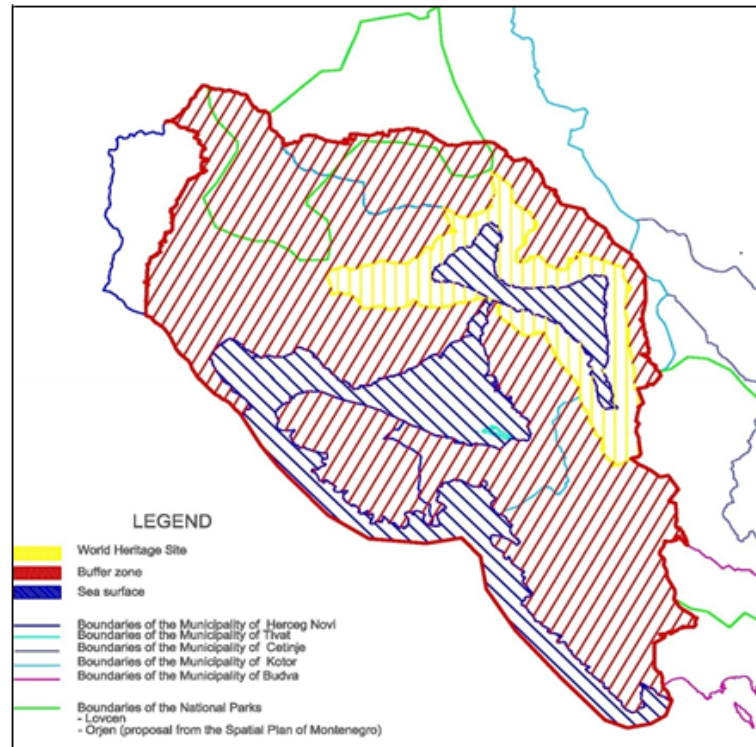 LEGEND
World Heritage Site
Buffer zone
Sea surface
Boundaries of the Municipality of Herceg Novi
Boundaries of the Municipality of Tivat
Boundaries of the Municipality of Cetinje
Boundaries of the Municipality of Kotor
Boundaries of the Municipality of Budva
Boundaries of the National Parks
- Lovcen
- Orjen (proposal from the Spatial Plan of Montenegro)